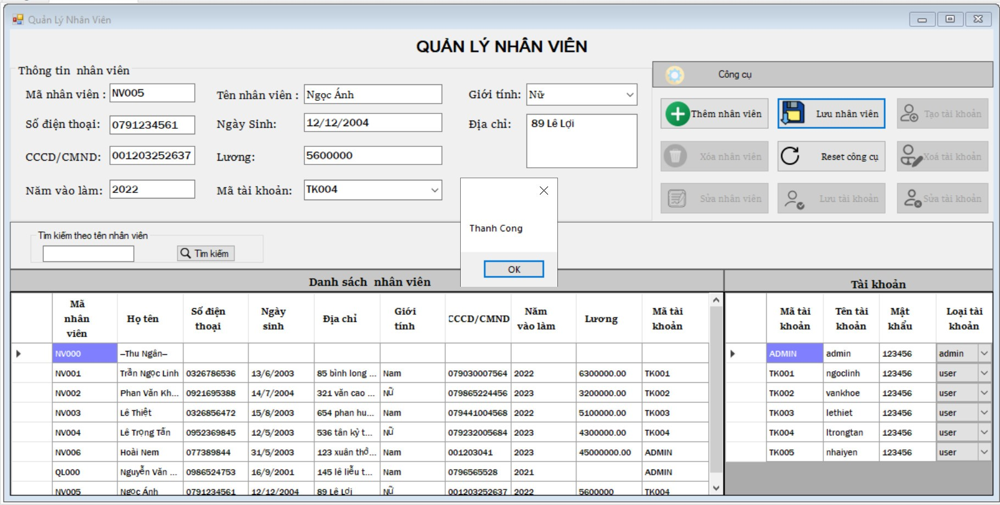 Quản Lý Nhân Viên
QUẢN LÝ NHÂN VIÊN
Thông tin nhân viên
Mã nhân viên : NV005 Tên nhân viên : Ngọc Ánh Giới tính: Nữ
Số điện thoại: 0791234561 Ngày Sinh: 12/12/2004 Địa chỉ: 89 Lê Lợi
CCCD/CMND: 001203252637 Lương: 5600000
Năm vào làm: 2022 Mã tài khoản: TK004
Công cụ
Thêm nhân viên Lưu nhân viên Tạo tài khoản
Xóa nhân viên Reset công cụ Xoá tài khoản
Sửa nhân viên Lưu tài khoản Sửa tài khoản
Thanh Cong
OK
Tìm kiếm theo tên nhân viên
Tìm kiếm
Danh sách nhân viên
Mã nhân viên Họ tên Số điện thoại Ngày sinh Địa chỉ Giới tính CCCD/CMND Năm vào làm Lương Mã tài khoản
NV000 –Thu Ngân–
NV001 Trần Ngọc Linh 0326786536 13/6/2003 85 bình long ... Nam 079030007564 2022 6300000.00 TK001
NV002 Phan Văn Kh... 0921695388 14/7/2004 321 văn cao ... Nữ 079865224456 2023 3200000.00 TK002
NV003 Lê Thiệt 0326856472 15/8/2003 654 phan hu... Nam 079441004568 2022 5100000.00 TK003
NV004 Lê Trọng Tấn 0952369845 12/5/2003 536 tân kỳ t... Nữ 079232005684 2023 4300000.00 TK004
NV006 Hoài Nem 077389844 31/5/2003 123 xuân thớ... Nam 001203041 2023 45000000.00 ADMIN
QL000 Nguyễn Văn ... 0986524753 16/9/2001 145 lê liễu t... Nam 0796565528 2021 ADMIN
NV005 Ngọc Ánh 0791234561 12/12/2004 89 Lê Lợi Nữ 001203252637 2022 5600000 TK004
Tài khoản
Mã tài khoản Tên tài khoản Mật khẩu Loại tài khoản
ADMIN admin 123456 admin
TK001 ngoclinh 123456 user
TK002 vankhoe 123456 user
TK003 lethiet 123456 user
TK004 ltrongtan 123456 user
TK005 nhaiyen 123456 user